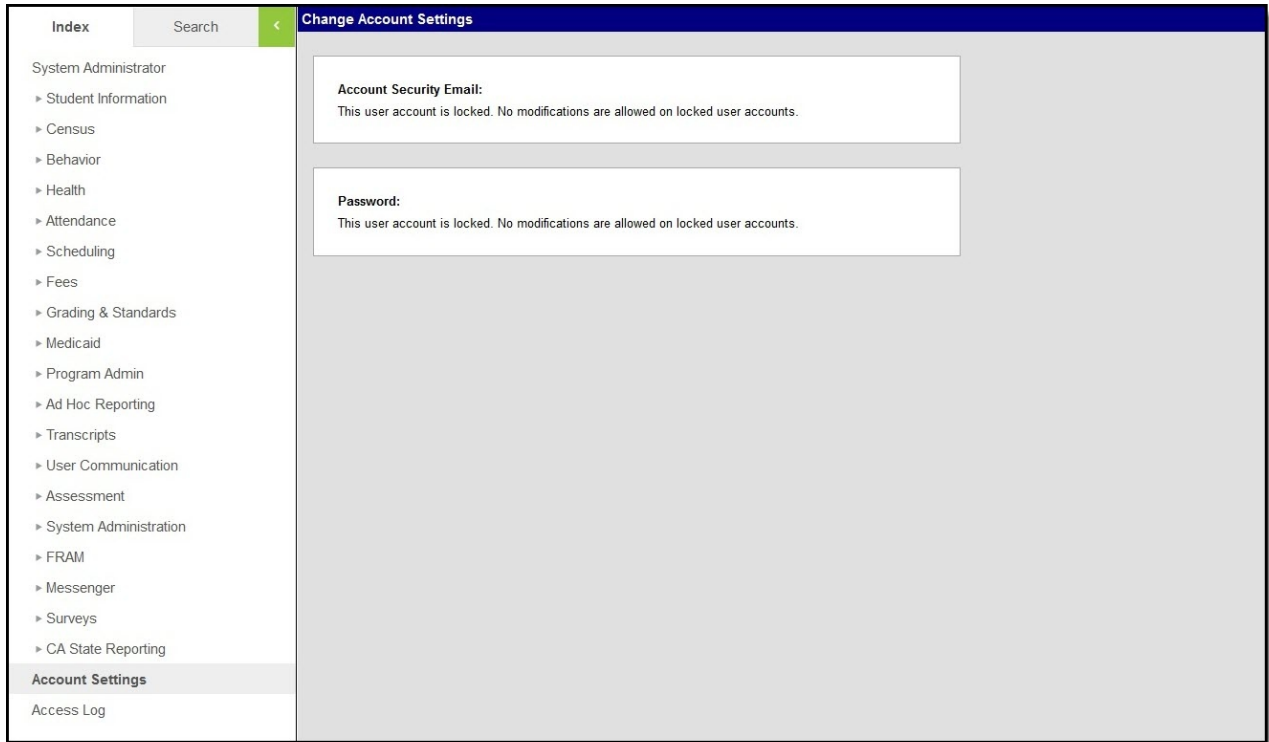 Index
Search
System Administrator
Student Information
Census
Behavior
Health
Attendance
Scheduling
Fees
Grading & Standards
Medicaid
Program Admin
Ad Hoc Reporting
Transcripts
User Communication
Assessment
System Administration
FRAM
Messenger
Surveys
CA State Reporting
Account Settings
Access Log
Change Account Settings
Account Security Email:
This user account is locked. No modifications are allowed on locked user accounts.
Password:
This user account is locked. No modifications are allowed on locked user accounts.